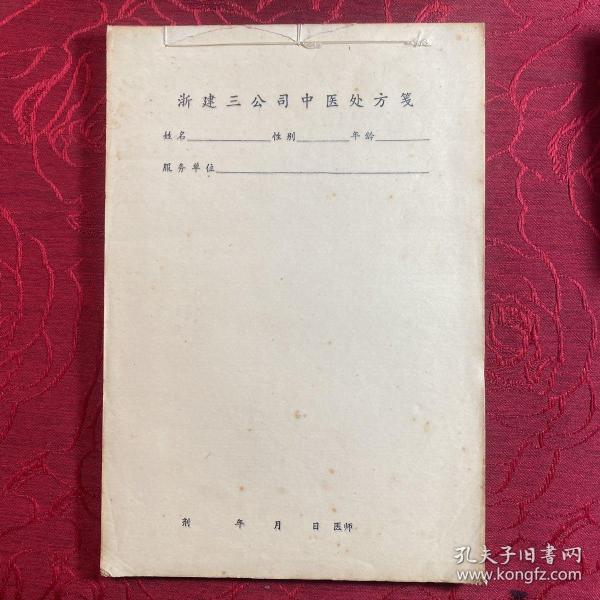 浙建三公司中医处方笺
姓名 性别 年龄
服务单位
剂 年 月 日 医师
孔夫子旧书网
www.kongfz.com